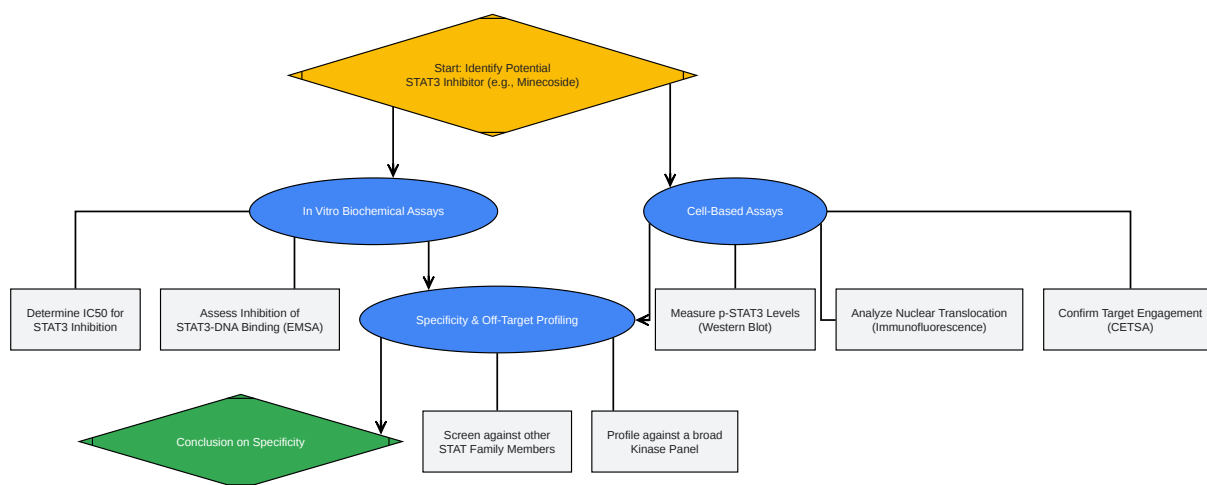 Start: Identify Potential
STAT3 Inhibitor (e.g., Minecoside)
In Vitro Biochemical Assays
Cell-Based Assays
Determine IC50 for
STAT3 Inhibition
Assess Inhibition of
STAT3-DNA Binding (EMSA)
Specificity & Off-Target Profiling
Measure p-STAT3 Levels
(Western Blot)
Analyze Nuclear Translocation
(Immunofluorescence)
Confirm Target Engagement
(CETSA)
Conclusion on Specificity
Screen against other
STAT Family Members
Profile against a broad
Kinase Panel